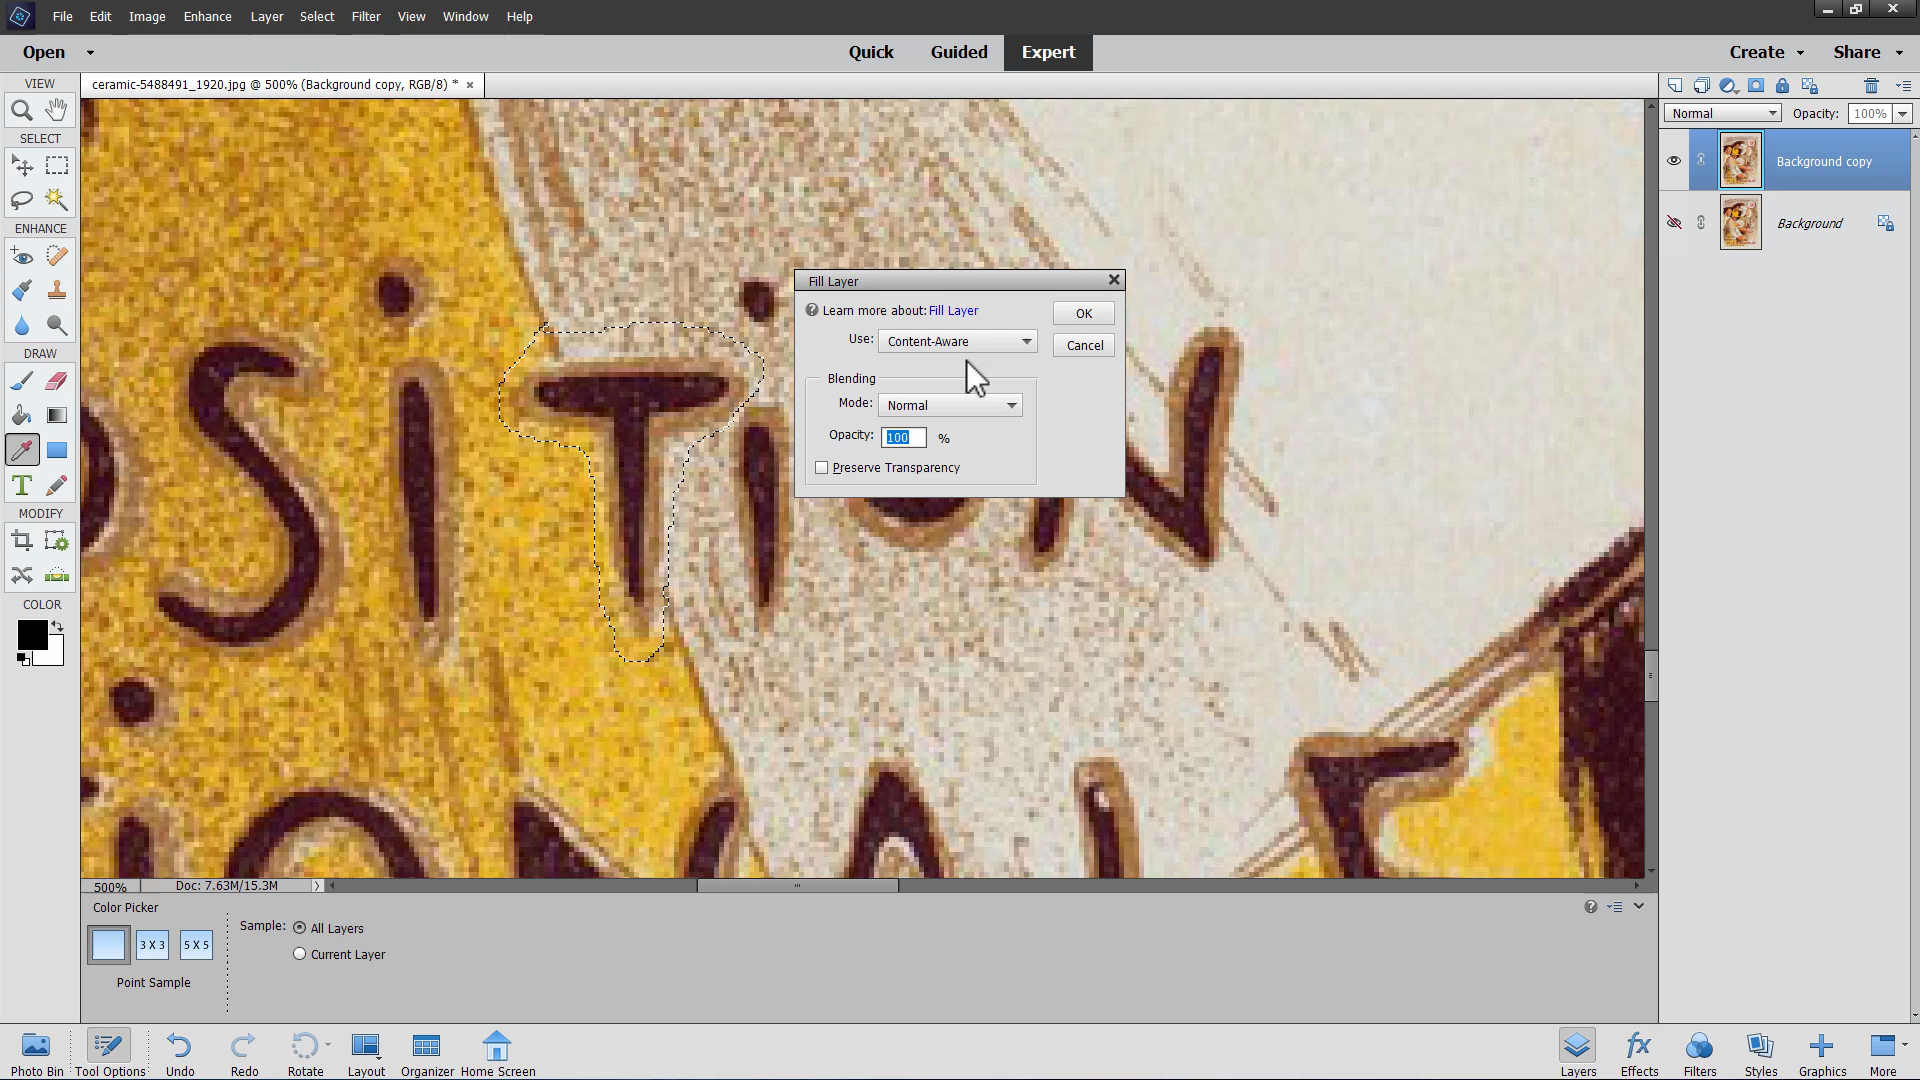 File Edit Image Enhance Layer Select Filter View Window Help
Open Quick Guided Expert Create Share
VIEW
ceramic-5488491_1920.jpg @ 500% (Background copy, RGB/8) * ×
Normal Opacity: 100%
SELECT
Background copy
ENHANCE
Background
Fill Layer
Learn more about: Fill Layer OK
Use: Content-Aware Cancel
Blending
Mode: Normal
Opacity: 100 %
Preserve Transparency
DRAW
T
MODIFY
COLOR
SITI
500% Doc: 7.63M/15.3M
Color Picker
Sample: All Layers
3 X 3 5 X 5
Current Layer
Point Sample
Photo Bin Tool Options Undo Redo Rotate Layout Organizer Home Screen
fx
Layers Effects Filters Styles Graphics More